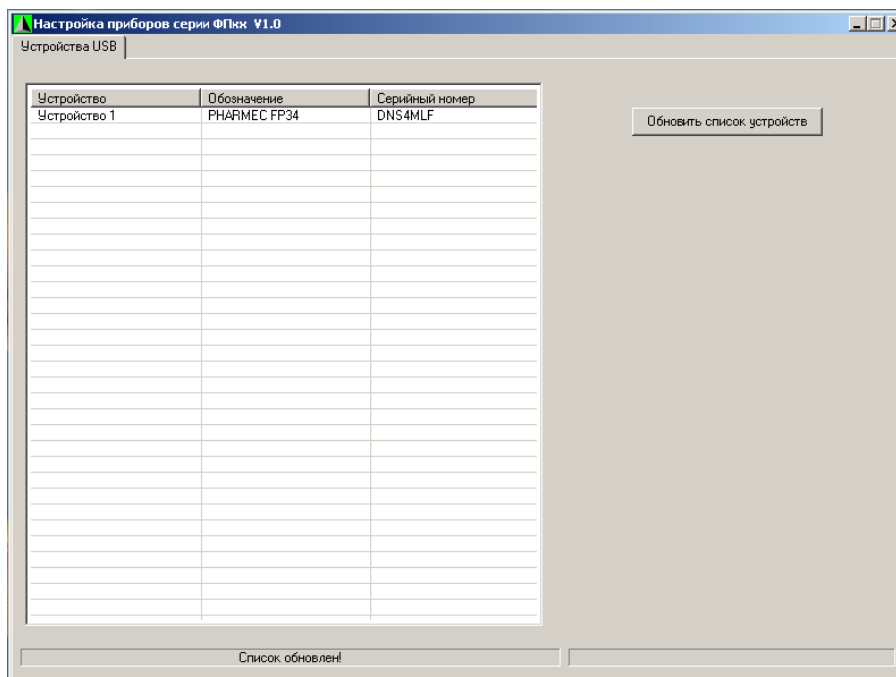 Настройка приборов серии ФПкх V1.0
Устройства USB
Устройство Обозначение Серийный номер
Устройство 1 PHARMEC FP34 DNS4MLF
Обновить список устройств
Список обновлен!